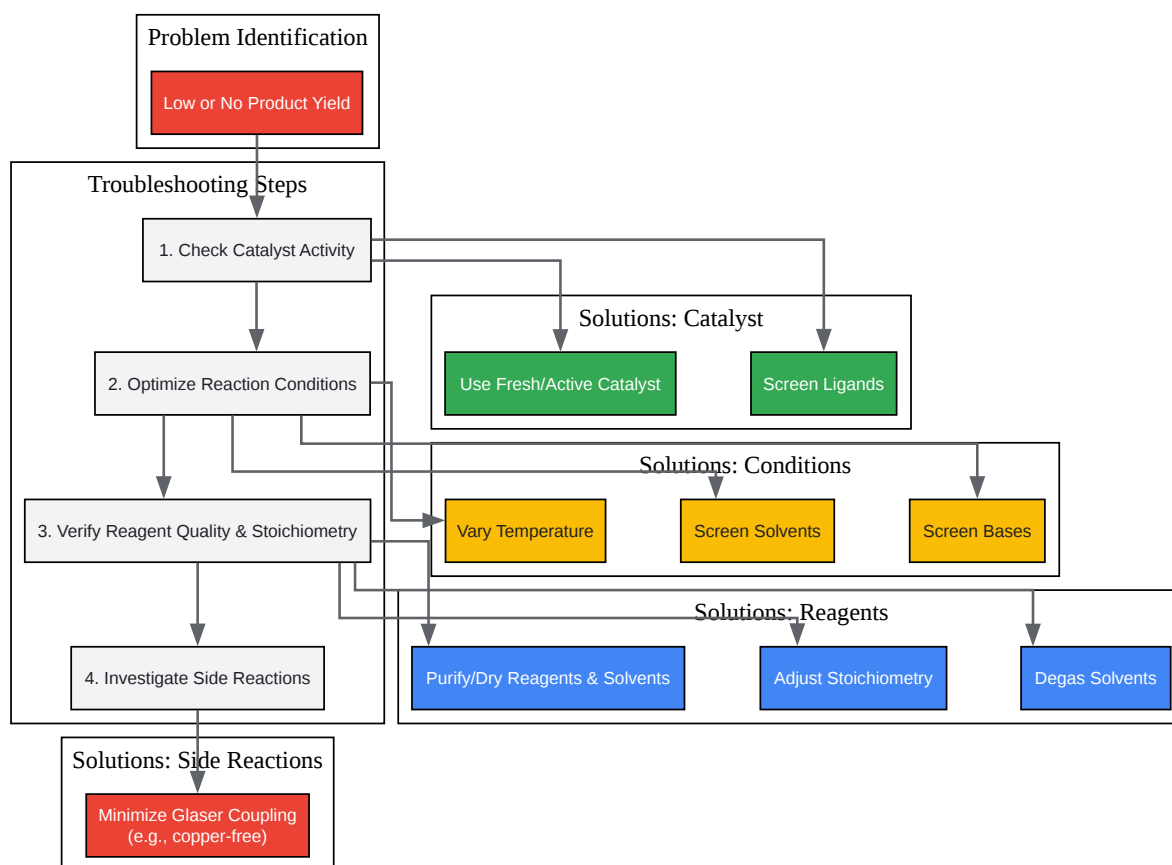 Problem Identification
Low or No Product Yield
Troubleshooting Steps
1. Check Catalyst Activity
Solutions: Catalyst
Use Fresh/Active Catalyst
Screen Ligands
2. Optimize Reaction Conditions
Solutions: Conditions
Vary Temperature
Screen Solvents
Screen Bases
3. Verify Reagent Quality & Stoichiometry
Solutions: Reagents
Purify/Dry Reagents & Solvents
Adjust Stoichiometry
Degas Solvents
4. Investigate Side Reactions
Solutions: Side Reactions
Minimize Glaser Coupling
(e.g., copper-free)